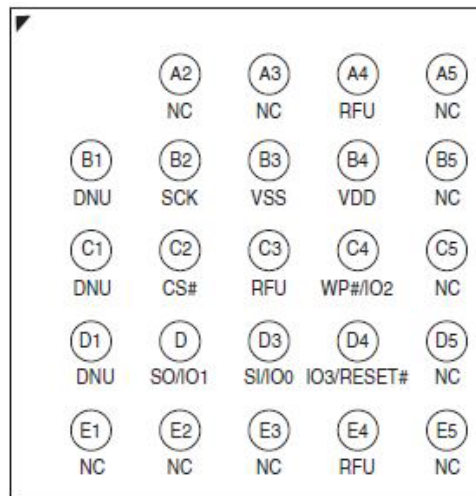 A2 A3 A4 A5
NC NC RFU NC
B1 B2 B3 B4 B5
DNU SCK VSS VDD NC
C1 C2 C3 C4 C5
DNU CS# RFU WP#/IO2 NC
D1 D D3 D4 D5
DNU SO/IO1 SI/IO0 IO3/RESET# NC
E1 E2 E3 E4 E5
NC NC NC RFU NC